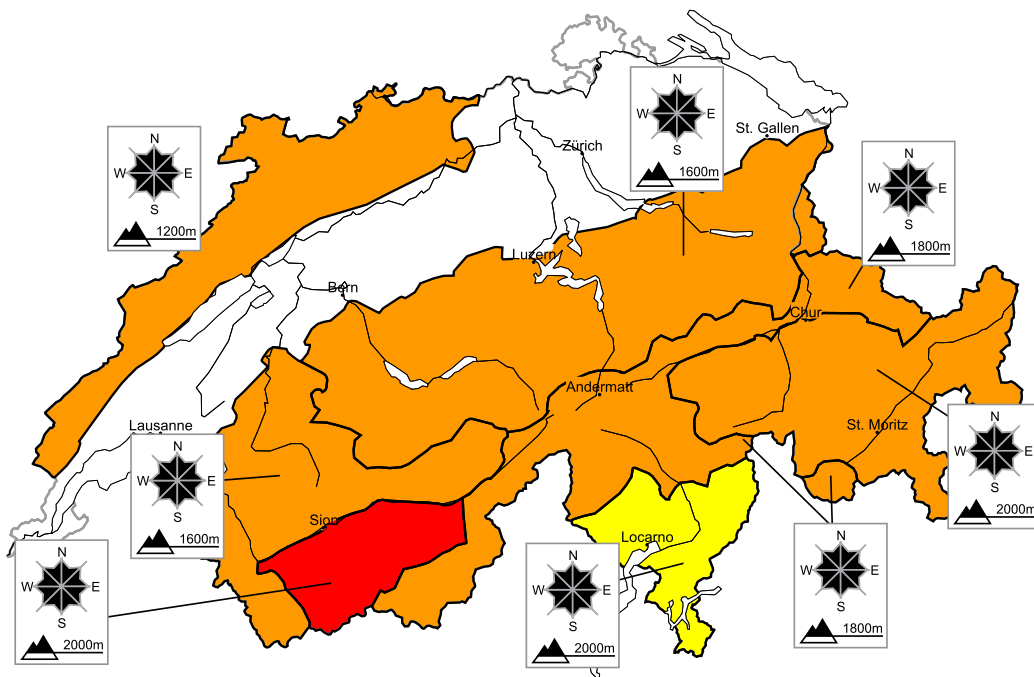 N
W E
S
1600m
St. Gallen
Zürich
N
W E
S
1200m
N
W E
S
1800m
Luzern
Bern
Chur
Andermatt
Lausanne
St. Moritz
N
W E
S
1600m
N
W E
S
2000m
Sion
Locarno
N
W E
S
2000m
N
W E
S
2000m
N
W E
S
1800m